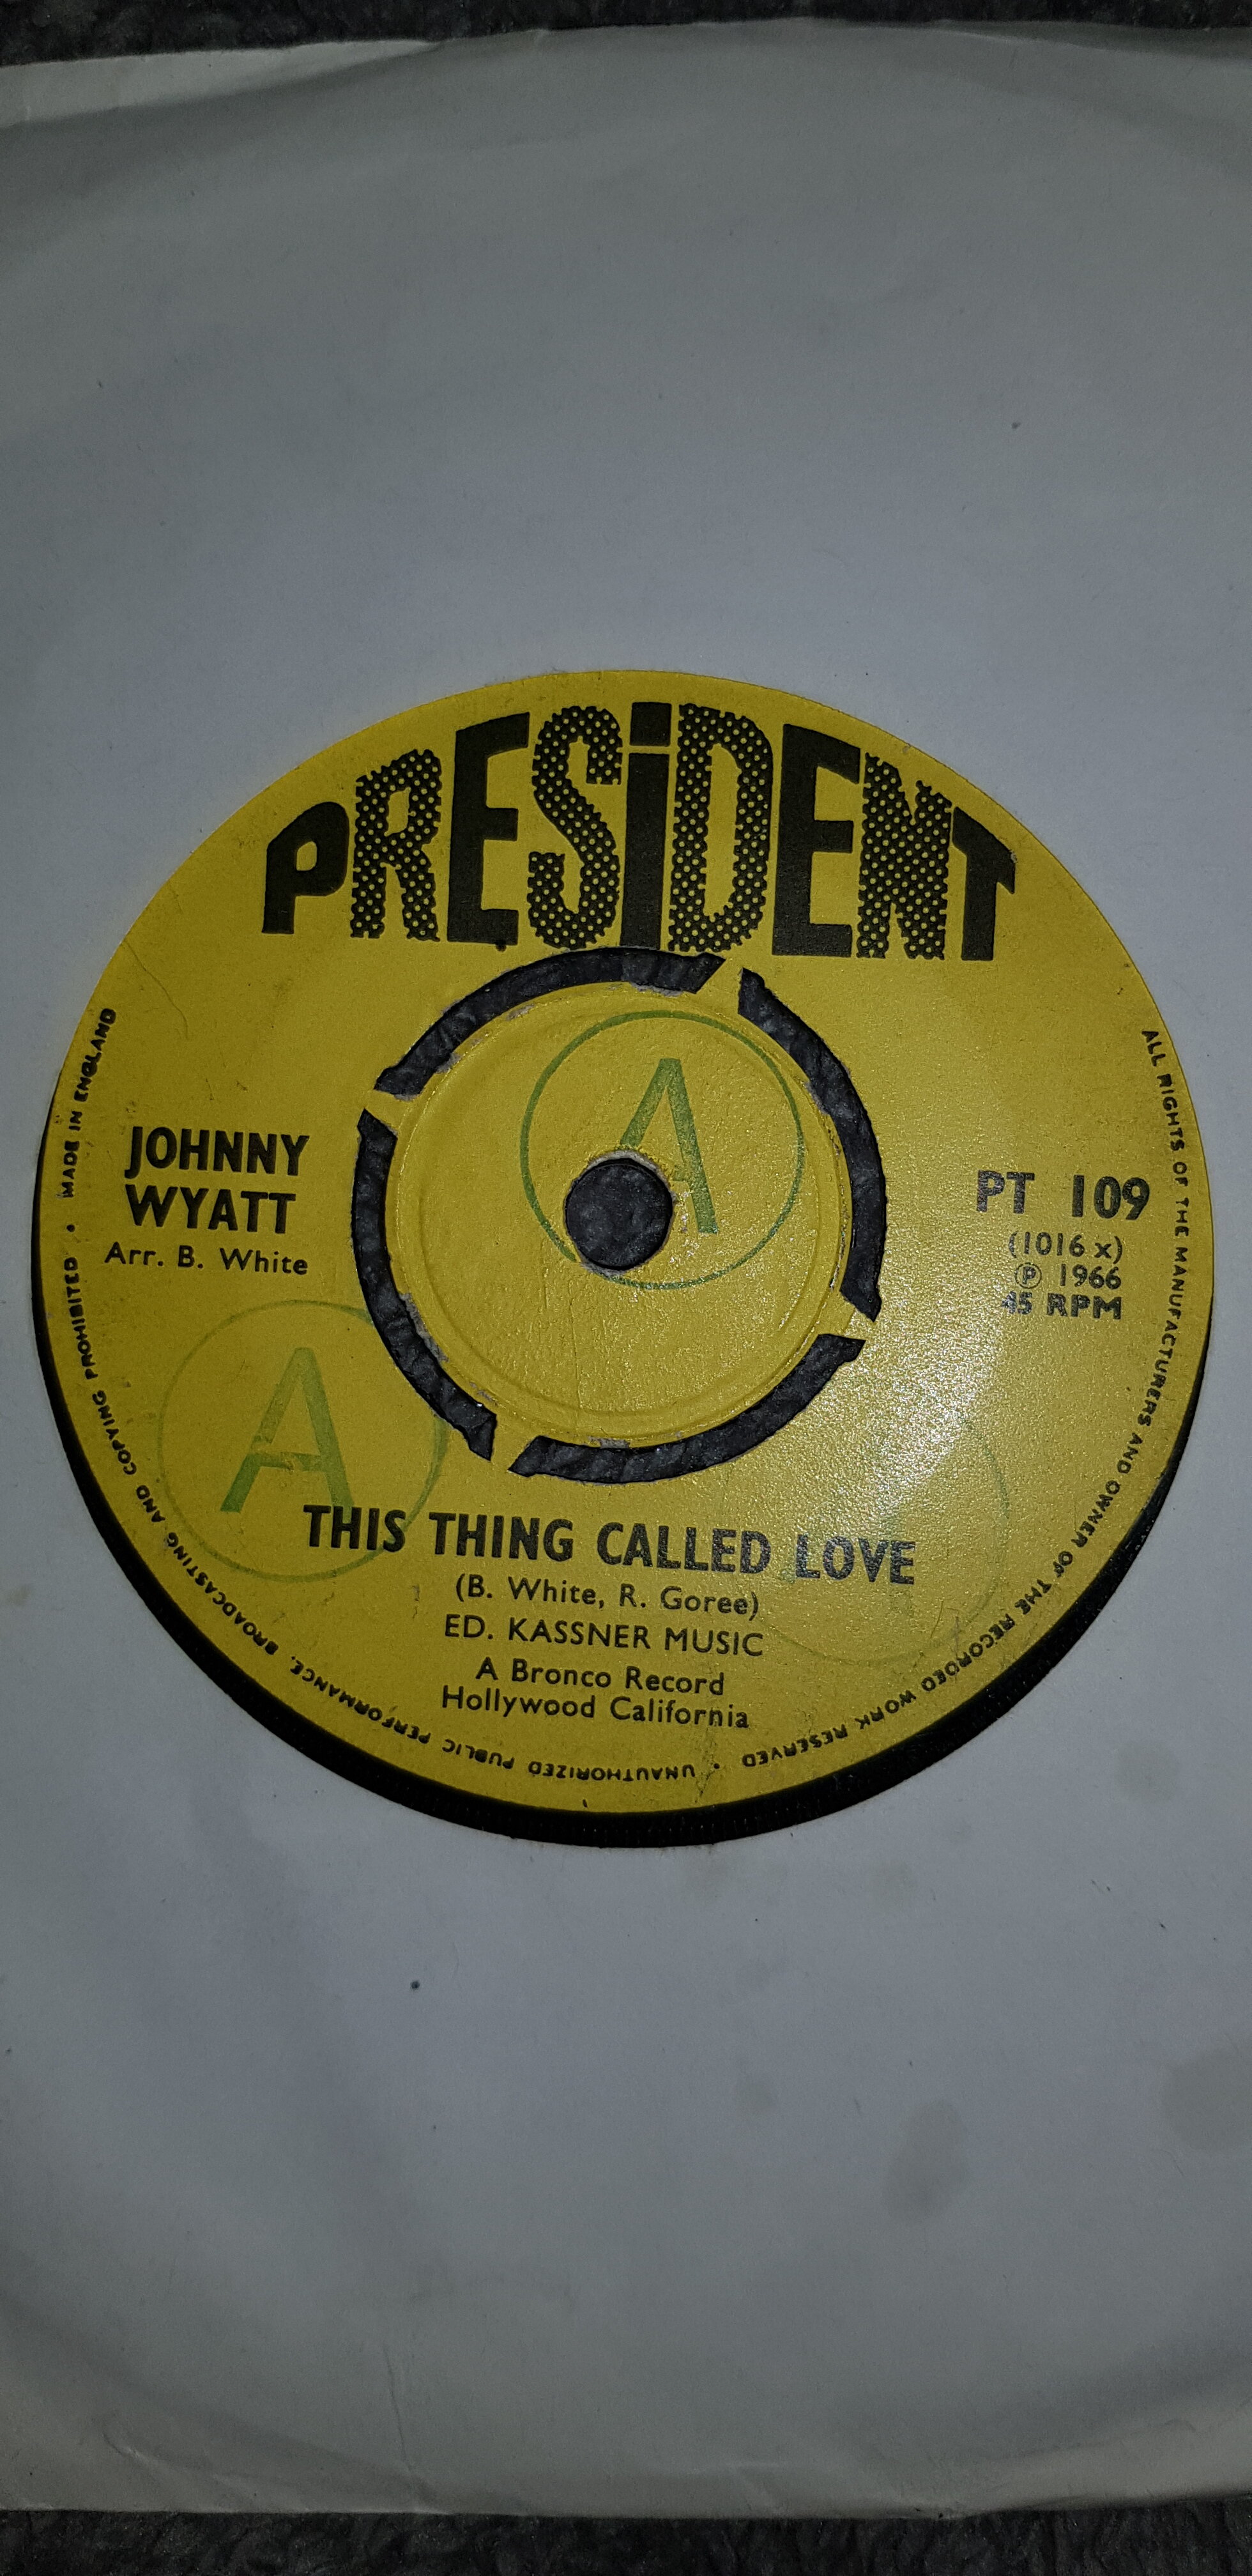 PRESiDENT
A
JOHNNY
WYATT
Arr. B. White
PT 109
(1016 x)
℗ 1966
45 RPM
A
THIS THING CALLED LOVE
(B. White, R. Goree)
ED. KASSNER MUSIC
A Bronco Record
Hollywood California
ALL RIGHTS OF THE MANUFACTURERS AND OWNER OF THE RECORDED WORK RESERVED • UNAUTHORIZED PUBLIC PERFORMANCE, BROADCASTING AND COPYING PROHIBITED • MADE IN ENGLAND